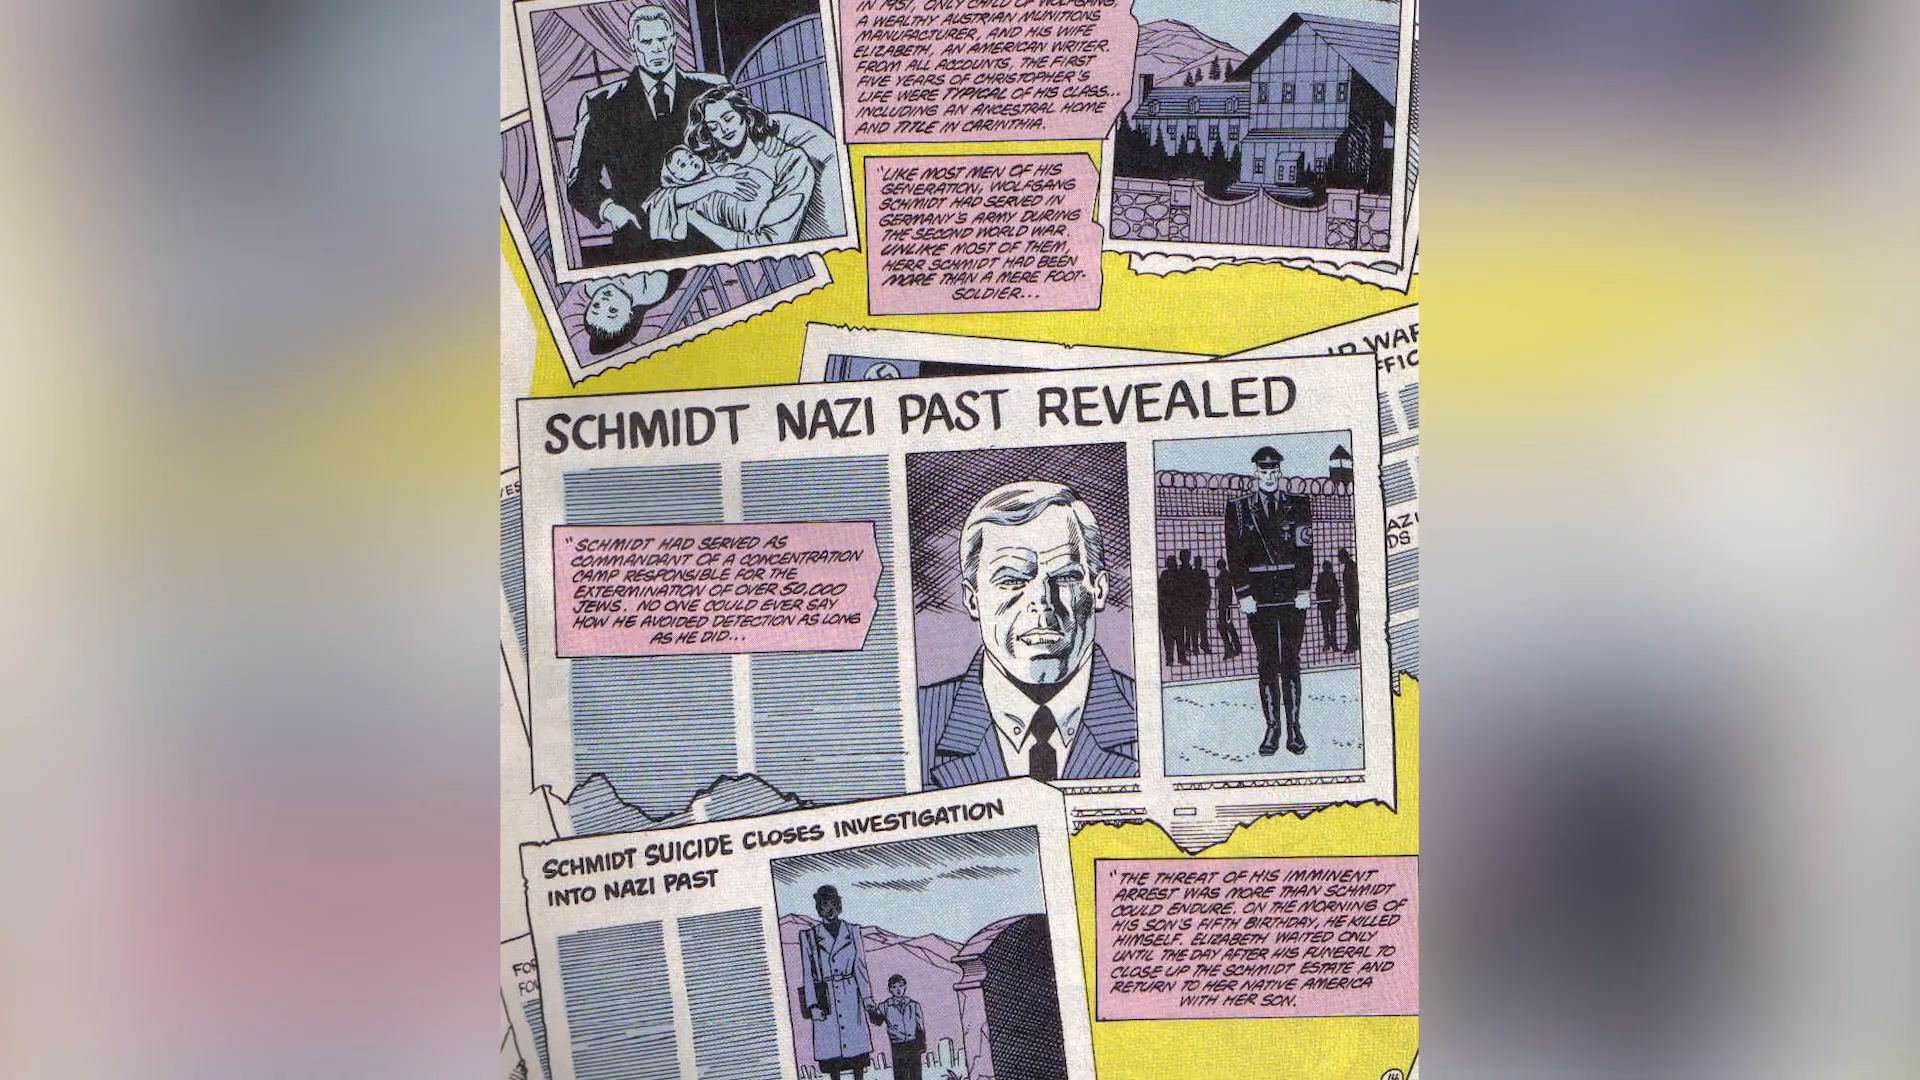 IN 1951, ONLY CHILD OF WOLFGANG,
A WEALTHY AUSTRIAN MUNITIONS
MANUFACTURER, AND HIS WIFE
ELIZABETH, AN AMERICAN WRITER.
FROM ALL ACCOUNTS, THE FIRST
FIVE YEARS OF CHRISTOPHER'S
LIFE WERE TYPICAL OF HIS CLASS...
INCLUDING AN ANCESTRAL HOME
AND TITLE IN CARINTHIA.
"LIKE MOST MEN OF HIS
GENERATION, WOLFGANG
SCHMIDT HAD SERVED IN
GERMANY'S ARMY DURING
THE SECOND WORLD WAR.
UNLIKE MOST OF THEM,
HERR SCHMIDT HAD BEEN
MORE THAN A MERE FOOT-
SOLDIER...
SCHMIDT NAZI PAST REVEALED
"SCHMIDT HAD SERVED AS
COMMANDANT OF A CONCENTRATION
CAMP RESPONSIBLE FOR THE
EXTERMINATION OF OVER 50,000
JEWS. NO ONE COULD EVER SAY
HOW HE AVOIDED DETECTION AS LONG
AS HE DID...
SCHMIDT SUICIDE CLOSES INVESTIGATION
INTO NAZI PAST
"THE THREAT OF HIS IMMINENT
ARREST WAS MORE THAN SCHMIDT
COULD ENDURE. ON THE MORNING OF
HIS SON'S FIFTH BIRTHDAY, HE KILLED
HIMSELF. ELIZABETH WAITED ONLY
UNTIL THE DAY AFTER HIS FUNERAL TO
CLOSE UP THE SCHMIDT ESTATE AND
RETURN TO HER NATIVE AMERICA
WITH HER SON.
14